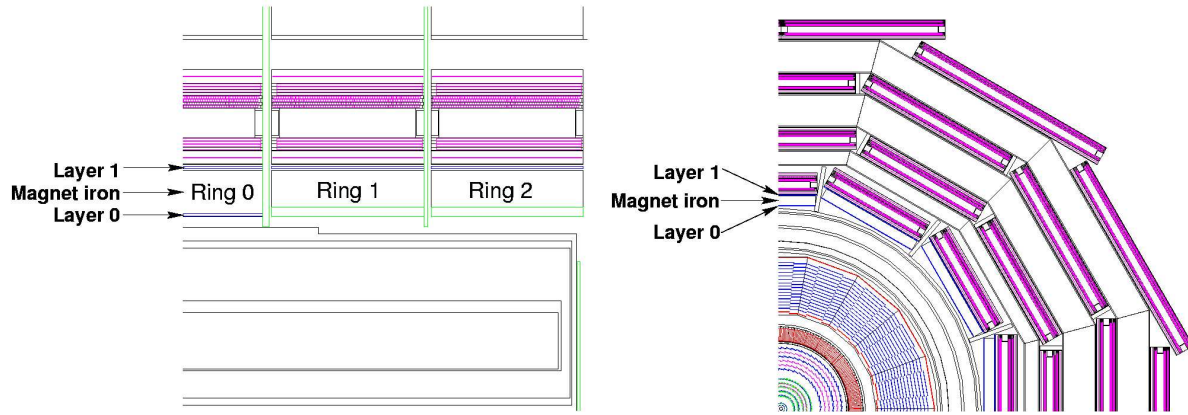 Layer 1
Magnet iron
Layer 0
Ring 0
Ring 1
Ring 2
Layer 1
Magnet iron
Layer 0